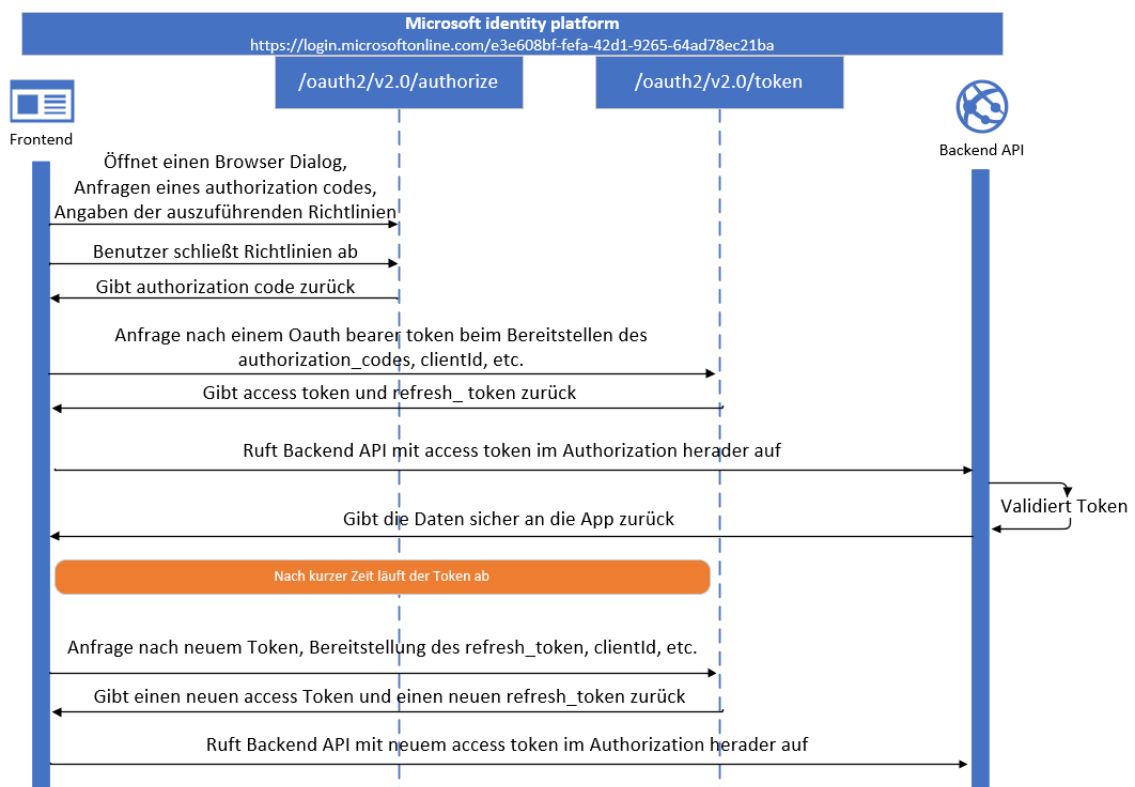 Microsoft identity platform
https://login.microsoftonline.com/e3e608bf-fefa-42d1-9265-64ad78ec21ba
/oauth2/v2.0/authorize
/oauth2/v2.0/token
Frontend
Backend API
Öffnet einen Browser Dialog,
Anfragen eines authorization codes,
Angaben der auszuführenden Richtlinien
Benutzer schließt Richtlinien ab
Gibt authorization code zurück
Anfrage nach einem Oauth bearer token beim Bereitstellen des
authorization_codes, clientId, etc.
Gibt access token und refresh_ token zurück
Ruft Backend API mit access token im Authorization herader auf
Validiert Token
Gibt die Daten sicher an die App zurück
Nach kurzer Zeit läuft der Token ab
Anfrage nach neuem Token, Bereitstellung des refresh_token, clientId, etc.
Gibt einen neuen access Token und einen neuen refresh_token zurück
Ruft Backend API mit neuem access token im Authorization herader auf